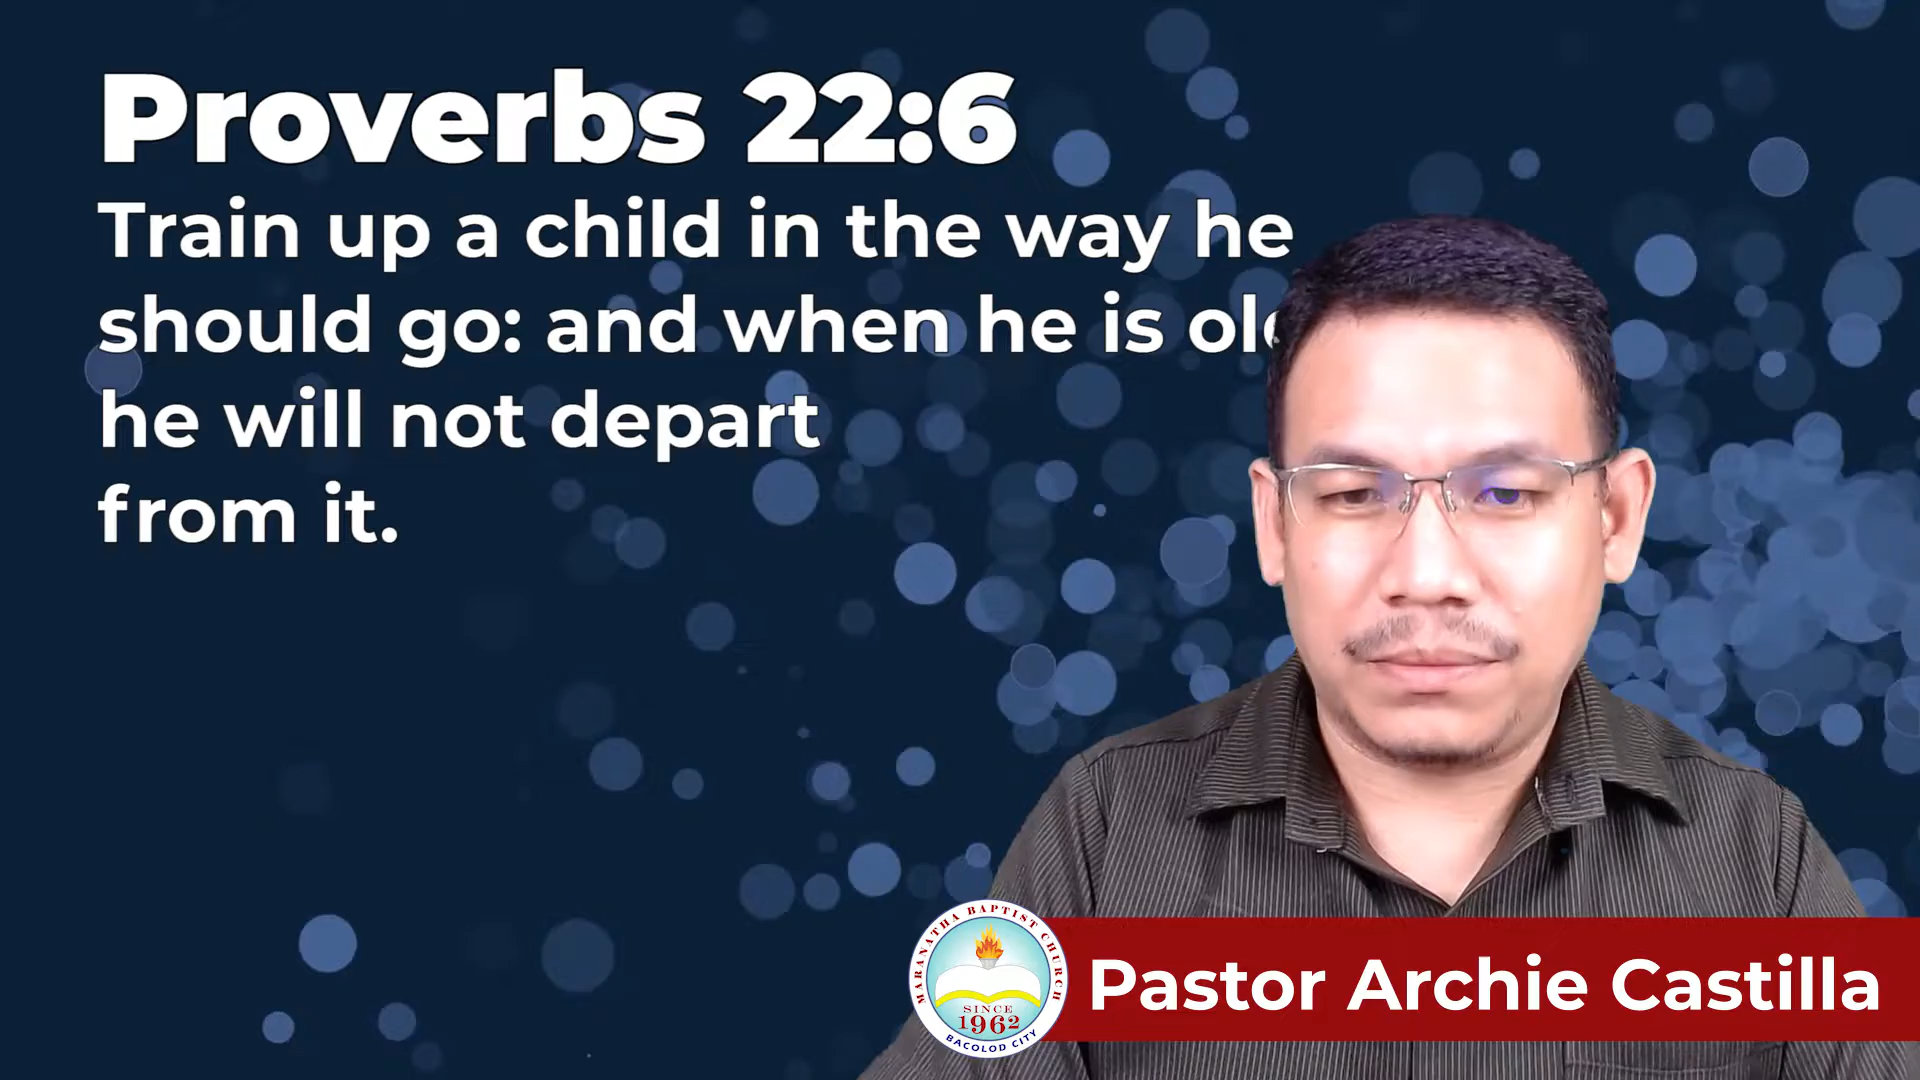 Proverbs 22:6
Train up a child in the way he
should go: and when he is
he will not depart
from it.
MARANATHA BAPTIST CHURCH
SINCE
1962
BACOLOD CITY
Pastor Archie Castilla